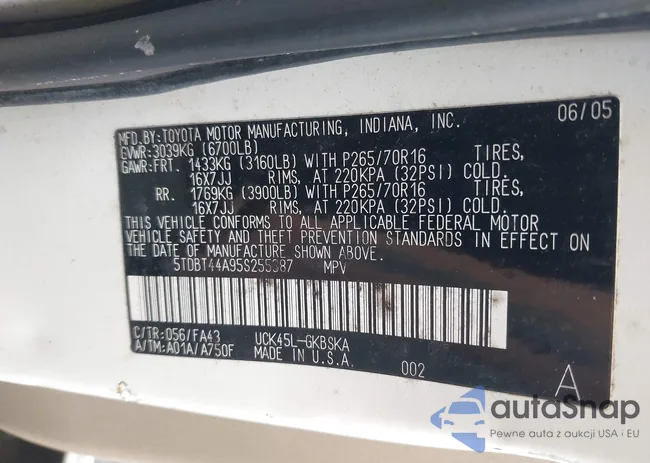 06/05
MFD.BY:TOYOTA MOTOR MANUFACTURING, INDIANA, INC.
GVWR:3039KG (6700LB)
GAWR:FRT. 1433KG (3160LB) WITH P265/70R16 TIRES,
16X7JJ RIMS, AT 220KPA (32PSI) COLD.
RR. 1769KG (3900LB) WITH P265/70R16 TIRES,
16X7JJ RIMS, AT 220KPA (32PSI) COLD.
THIS VEHICLE CONFORMS TO ALL APPLICABLE FEDERAL MOTOR
VEHICLE SAFETY AND THEFT PREVENTION STANDARDS IN EFFECT ON
THE DATE OF MANUFACTURE SHOWN ABOVE.
MPV
C/TR:056/FA43 UCK45L-GKBSKA
A/TM:A01A/A750F MADE IN U.S.A. 002 A
autoSnap
Pewne auta z aukcji USA i EU